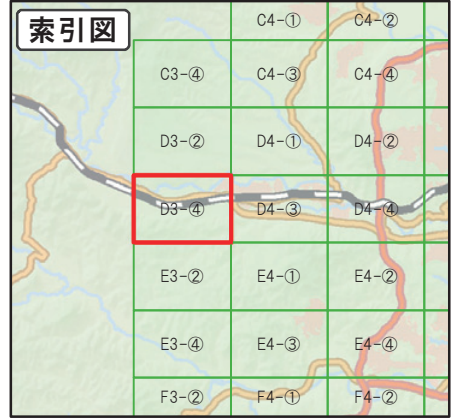 索引図
C4-① C4-②
C3-④ C4-③ C4-④
D3-② D4-① D4-②
D3-④ D4-③ D4-④
E3-② E4-① E4-②
E3-④ E4-③ E4-④
F3-② F4-① F4-②